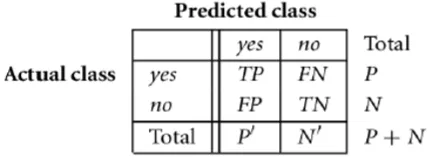 Predicted class
yes no Total
Actual class yes TP FN P
no FP TN N
Total P′ N′ P + N